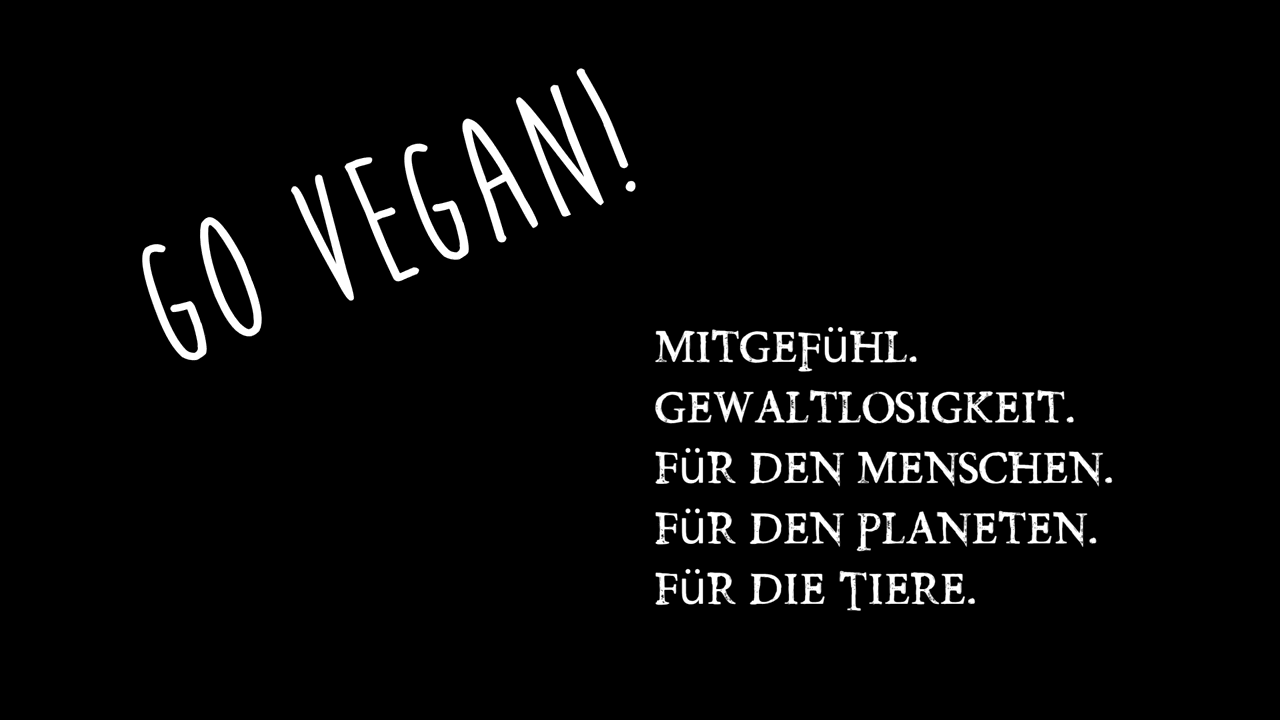 GO VEGAN!
MITGEFÜHL.
GEWALTLOSIGKEIT.
FÜR DEN MENSCHEN.
FÜR DEN PLANETEN.
FÜR DIE TIERE.